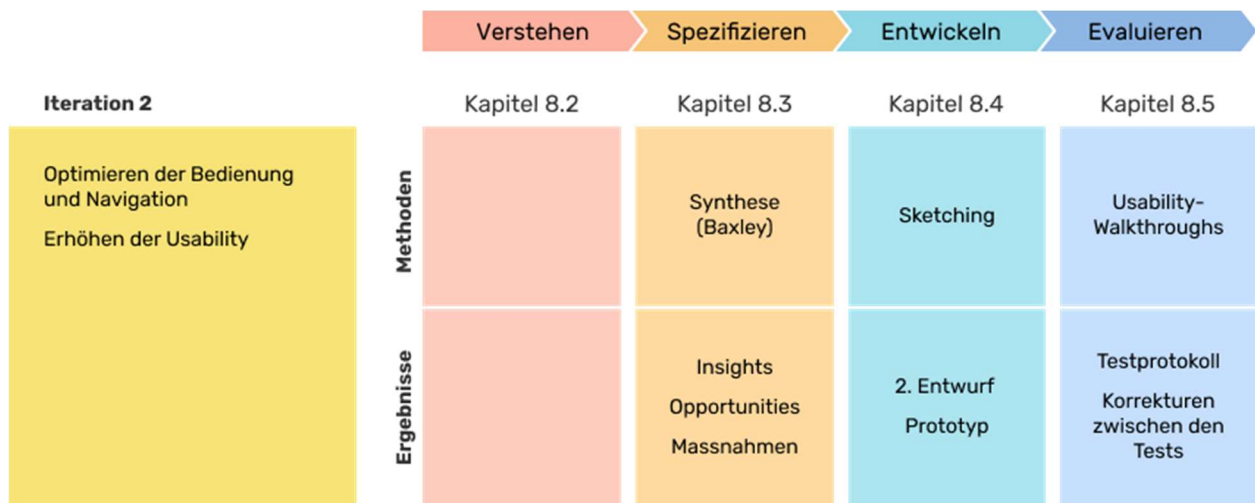 Verstehen
Spezifizieren
Entwickeln
Evaluieren
Iteration 2
Kapitel 8.2
Kapitel 8.3
Kapitel 8.4
Kapitel 8.5
Optimieren der Bedienung
und Navigation
Erhöhen der Usability
Methoden
Synthese
(Baxley)
Sketching
Usability-
Walkthroughs
Ergebnisse
Insights
Opportunities
Massnahmen
2. Entwurf
Prototyp
Testprotokoll
Korrekturen
zwischen den
Tests